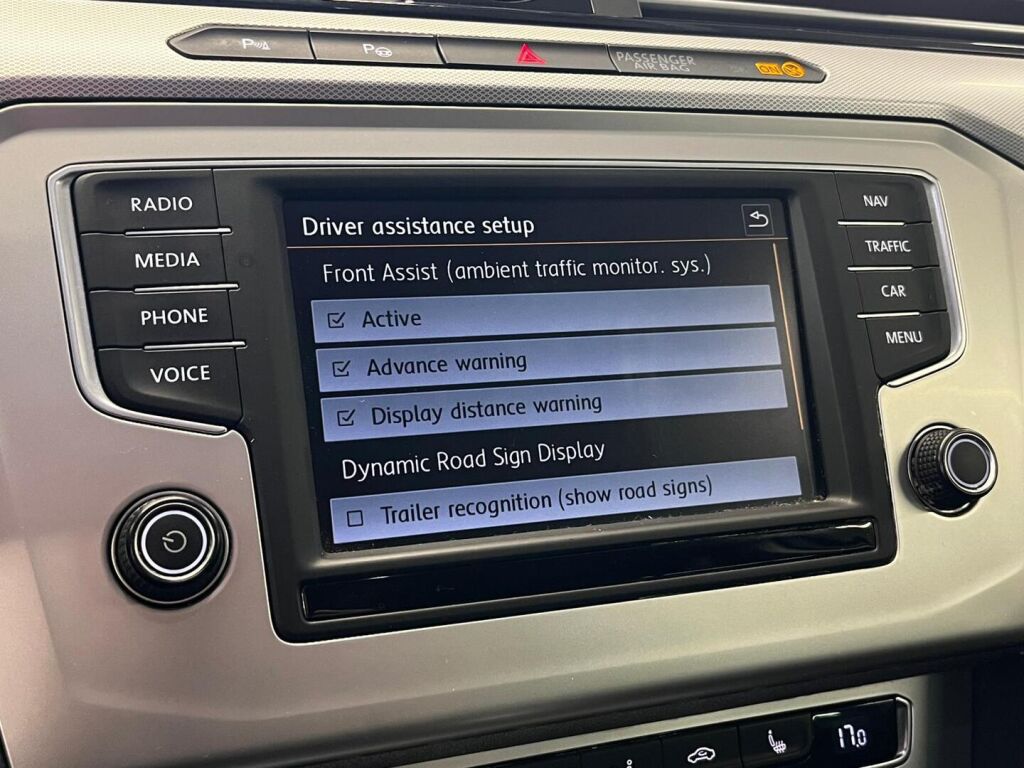 P
P
PASSENGER
AIR BAG
ON
RADIO
MEDIA
PHONE
VOICE
Driver assistance setup
Front Assist (ambient traffic monitor. sys.)
Active
Advance warning
Display distance warning
Dynamic Road Sign Display
Trailer recognition (show road signs)
NAV
TRAFFIC
CAR
MENU
17.0